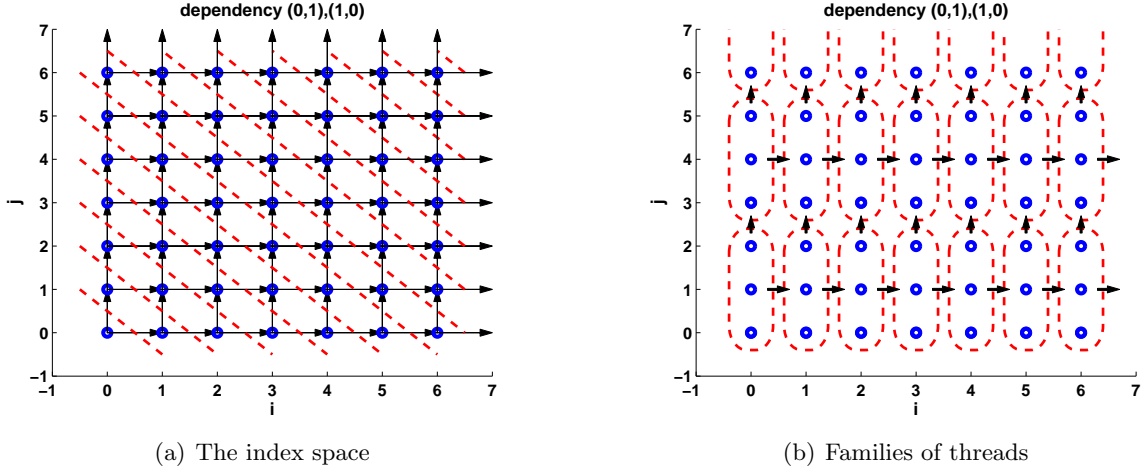 dependency (0,1),(1,0)
7
6
5
4
3
2
1
0
−1
j
−1 0 1 2 3 4 5 6 7
i
(a) The index space
dependency (0,1),(1,0)
7
6
5
4
3
2
1
0
−1
j
−1 0 1 2 3 4 5 6 7
i
(b) Families of threads